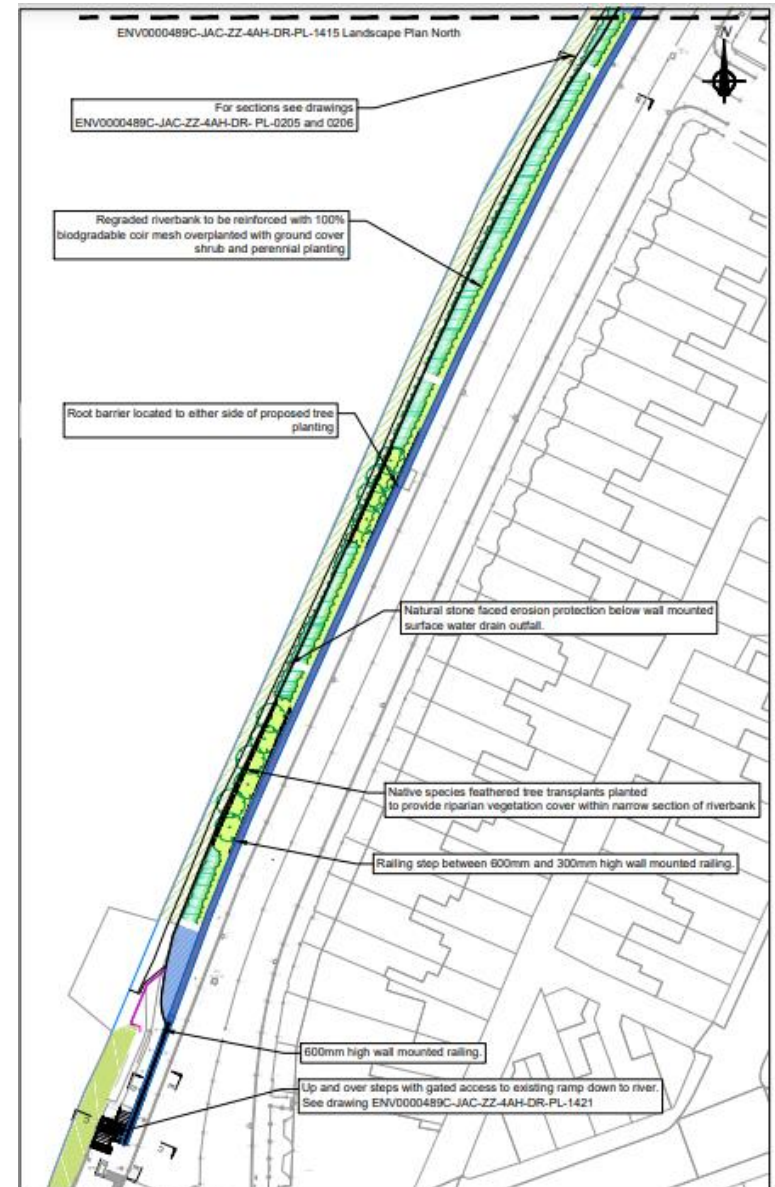 ENV0000489C-JAC-ZZ-4AH-DR-PL-1415 Landscape Plan North
N
For sections see drawings
ENV0000489C-JAC-ZZ-4AH-DR- PL-0205 and 0206
Regraded riverbank to be reinforced with 100%
biodgradable coir mesh overplanted with ground cover
shrub and perennial planting
Root barrier located to either side of proposed tree
planting
Natural stone faced erosion protection below wall mounted
surface water drain outfall.
Native species feathered tree transplants planted
to provide riparian vegetation cover within narrow section of riverbank
Railing step between 600mm and 300mm high wall mounted railing.
600mm high wall mounted railing.
Up and over steps with gated access to existing ramp down to river.
See drawing ENV0000489C-JAC-ZZ-4AH-DR-PL-1421